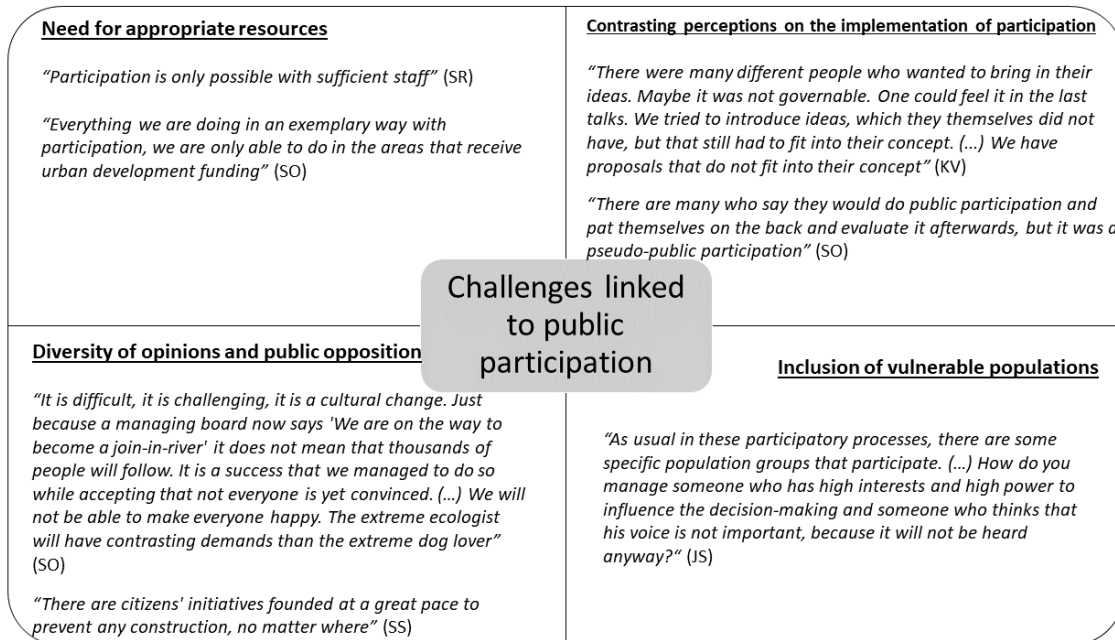 Need for appropriate resources
“Participation is only possible with sufficient staff” (SR)
“Everything we are doing in an exemplary way with
participation, we are only able to do in the areas that receive
urban development funding” (SO)
Contrasting perceptions on the implementation of participation
“There were many different people who wanted to bring in their
ideas. Maybe it was not governable. One could feel it in the last
talks. We tried to introduce ideas, which they themselves did not
have, but that still had to fit into their concept. (...) We have
proposals that do not fit into their concept” (KV)
“There are many who say they would do public participation and
pat themselves on the back and evaluate it afterwards, but it was a
pseudo-public participation” (SO)
Challenges linked
to public
participation
Diversity of opinions and public opposition
“It is difficult, it is challenging, it is a cultural change. Just
because a managing board now says 'We are on the way to
become a join-in-river' it does not mean that thousands of
people will follow. It is a success that we managed to do so
while accepting that not everyone is yet convinced. (...) We will
not be able to make everyone happy. The extreme ecologist
will have contrasting demands than the extreme dog lover”
(SO)
“There are citizens' initiatives founded at a great pace to
prevent any construction, no matter where” (SS)
Inclusion of vulnerable populations
“As usual in these participatory processes, there are some
specific population groups that participate. (...) How do you
manage someone who has high interests and high power to
influence the decision-making and someone who thinks that
his voice is not important, because it will not be heard
anyway?“ (JS)